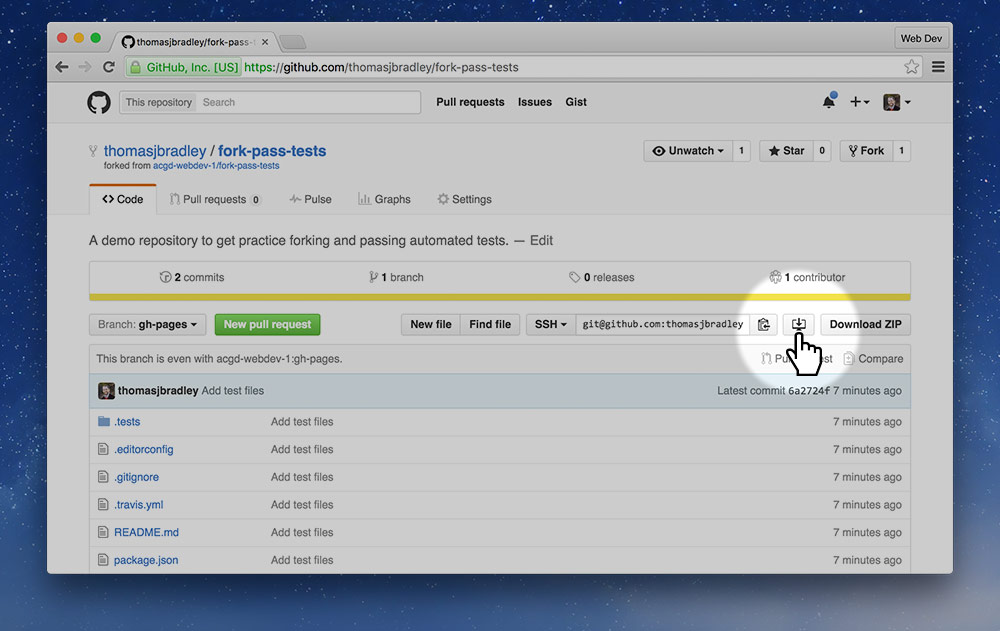 thomasjbradley/fork-pass-
Web Dev
GitHub, Inc. [US] https://github.com/thomasjbradley/fork-pass-tests
This repository Search Pull requests Issues Gist
thomasjbradley / fork-pass-tests
forked from acgd-webdev-1/fork-pass-tests
Unwatch 1 Star 0 Fork 1
Code Pull requests 0 Pulse Graphs Settings
A demo repository to get practice forking and passing automated tests. — Edit
2 commits 1 branch 0 releases 1 contributor
Branch: gh-pages New pull request New file Find file SSH git@github.com:thomasjbradley Download ZIP
This branch is even with acgd-webdev-1:gh-pages. Compare
thomasjbradley Add test files Latest commit 6a2724f 7 minutes ago
.tests Add test files 7 minutes ago
.editorconfig Add test files 7 minutes ago
.gitignore Add test files 7 minutes ago
.travis.yml Add test files 7 minutes ago
README.md Add test files 7 minutes ago
package.json Add test files 7 minutes ago